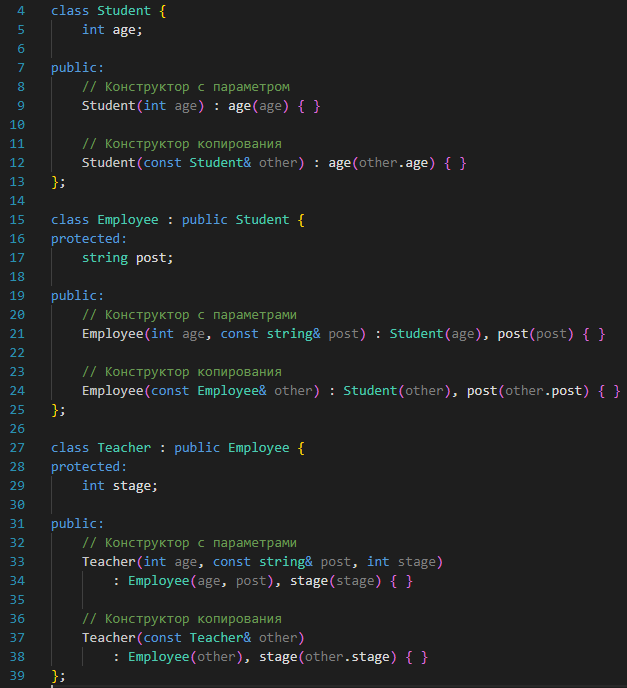 4 class Student {
5 int age;
6
7 public:
8 // Конструктор с параметром
9 Student(int age) : age(age) { }
10
11 // Конструктор копирования
12 Student(const Student& other) : age(other.age) { }
13 };
14
15 class Employee : public Student {
16 protected:
17 string post;
18
19 public:
20 // Конструктор с параметрами
21 Employee(int age, const string& post) : Student(age), post(post) { }
22
23 // Конструктор копирования
24 Employee(const Employee& other) : Student(other), post(other.post) { }
25 };
26
27 class Teacher : public Employee {
28 protected:
29 int stage;
30
31 public:
32 // Конструктор с параметрами
33 Teacher(int age, const string& post, int stage)
34 : Employee(age, post), stage(stage) { }
35
36 // Конструктор копирования
37 Teacher(const Teacher& other)
38 : Employee(other), stage(other.stage) { }
39 };